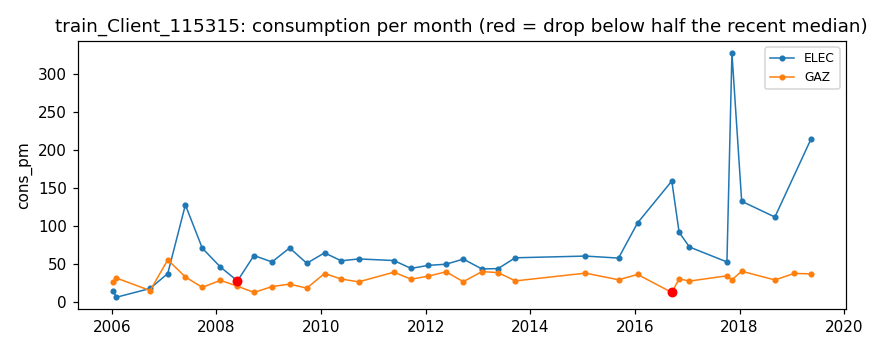 train_Client_115315: consumption per month (red = drop below half the recent median)
ELEC
GAZ
cons_pm
300
250
200
150
100
50
0
2006 2008 2010 2012 2014 2016 2018 2020